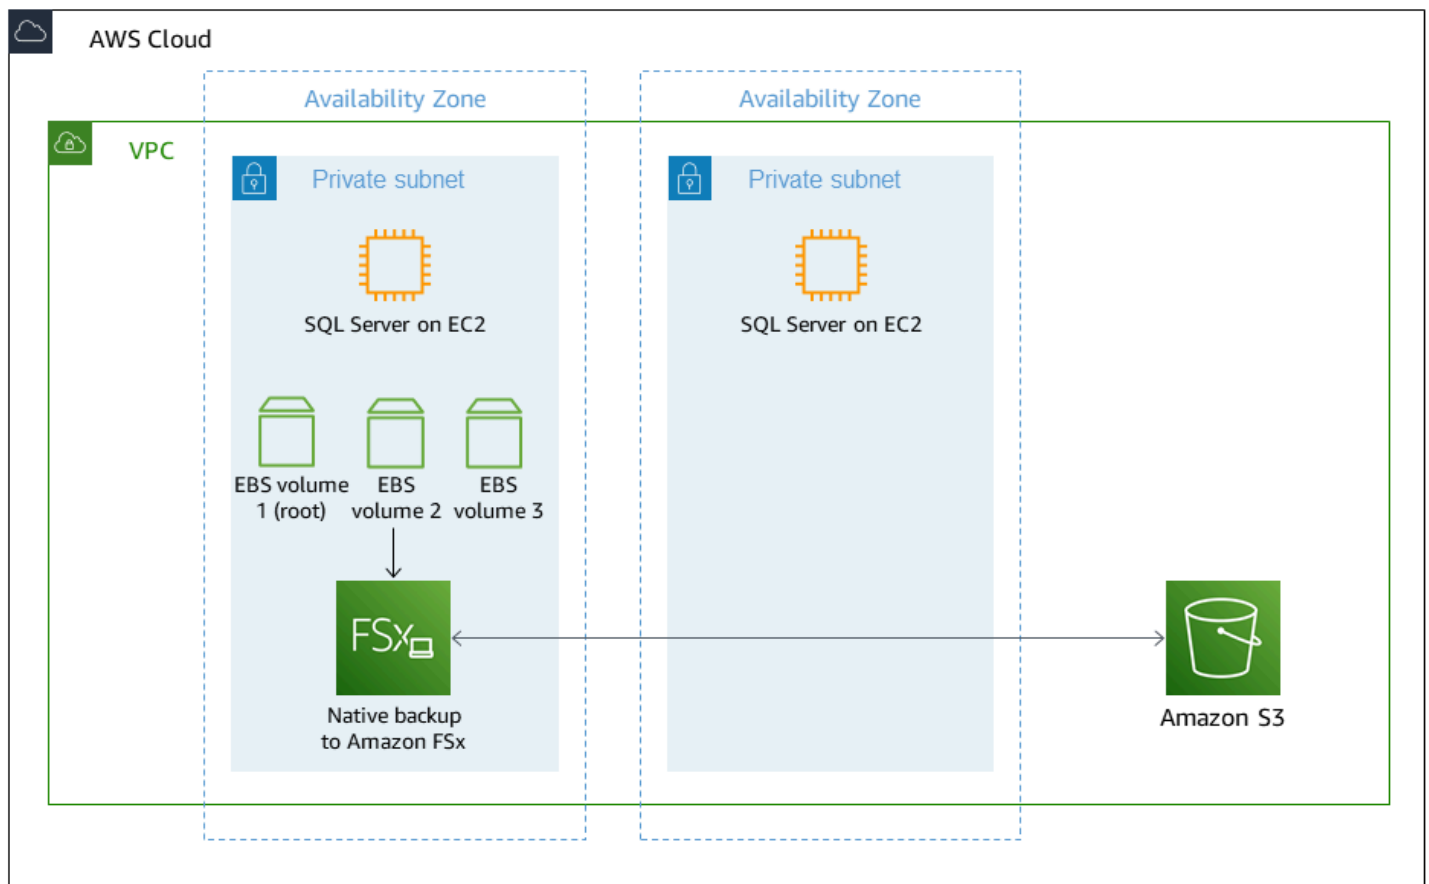 AWS Cloud
Availability Zone
Availability Zone
VPC
Private subnet
Private subnet
SQL Server on EC2
SQL Server on EC2
EBS volume
1 (root)
EBS
volume 2
EBS
volume 3
FSx
Native backup
to Amazon FSx
Amazon S3